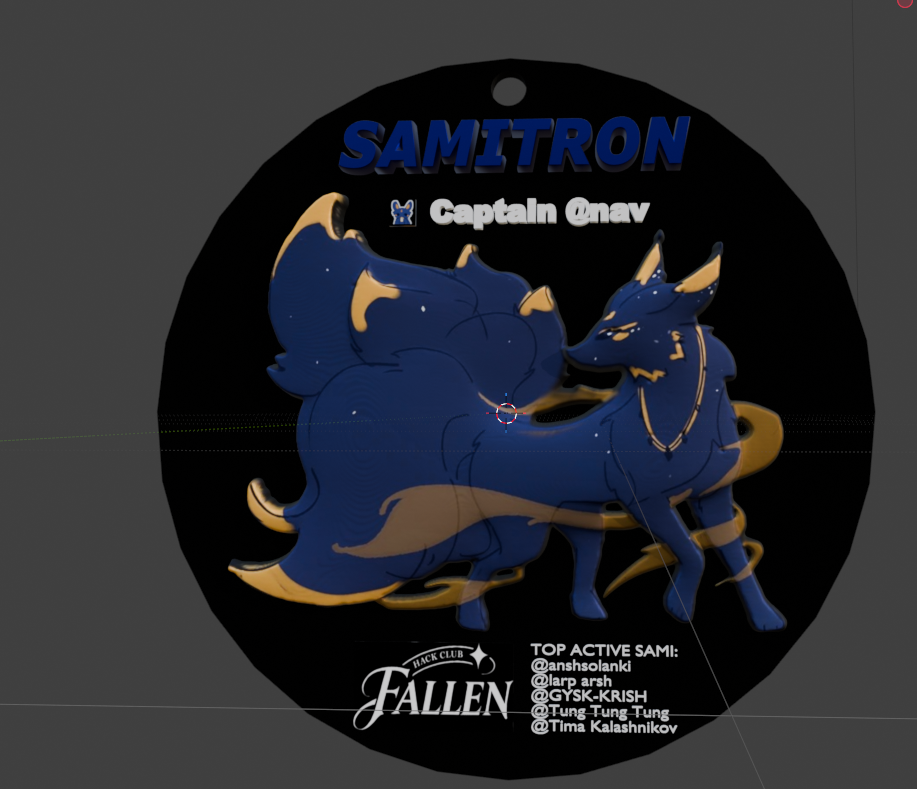 SAMITRON
Captain @nav
HACK CLUB
FALLEN
TOP ACTIVE SAMI:
@anshsolanki
@larp arsh
@GYSK-KRISH
@Tung Tung Tung
@Tima Kalashnikov